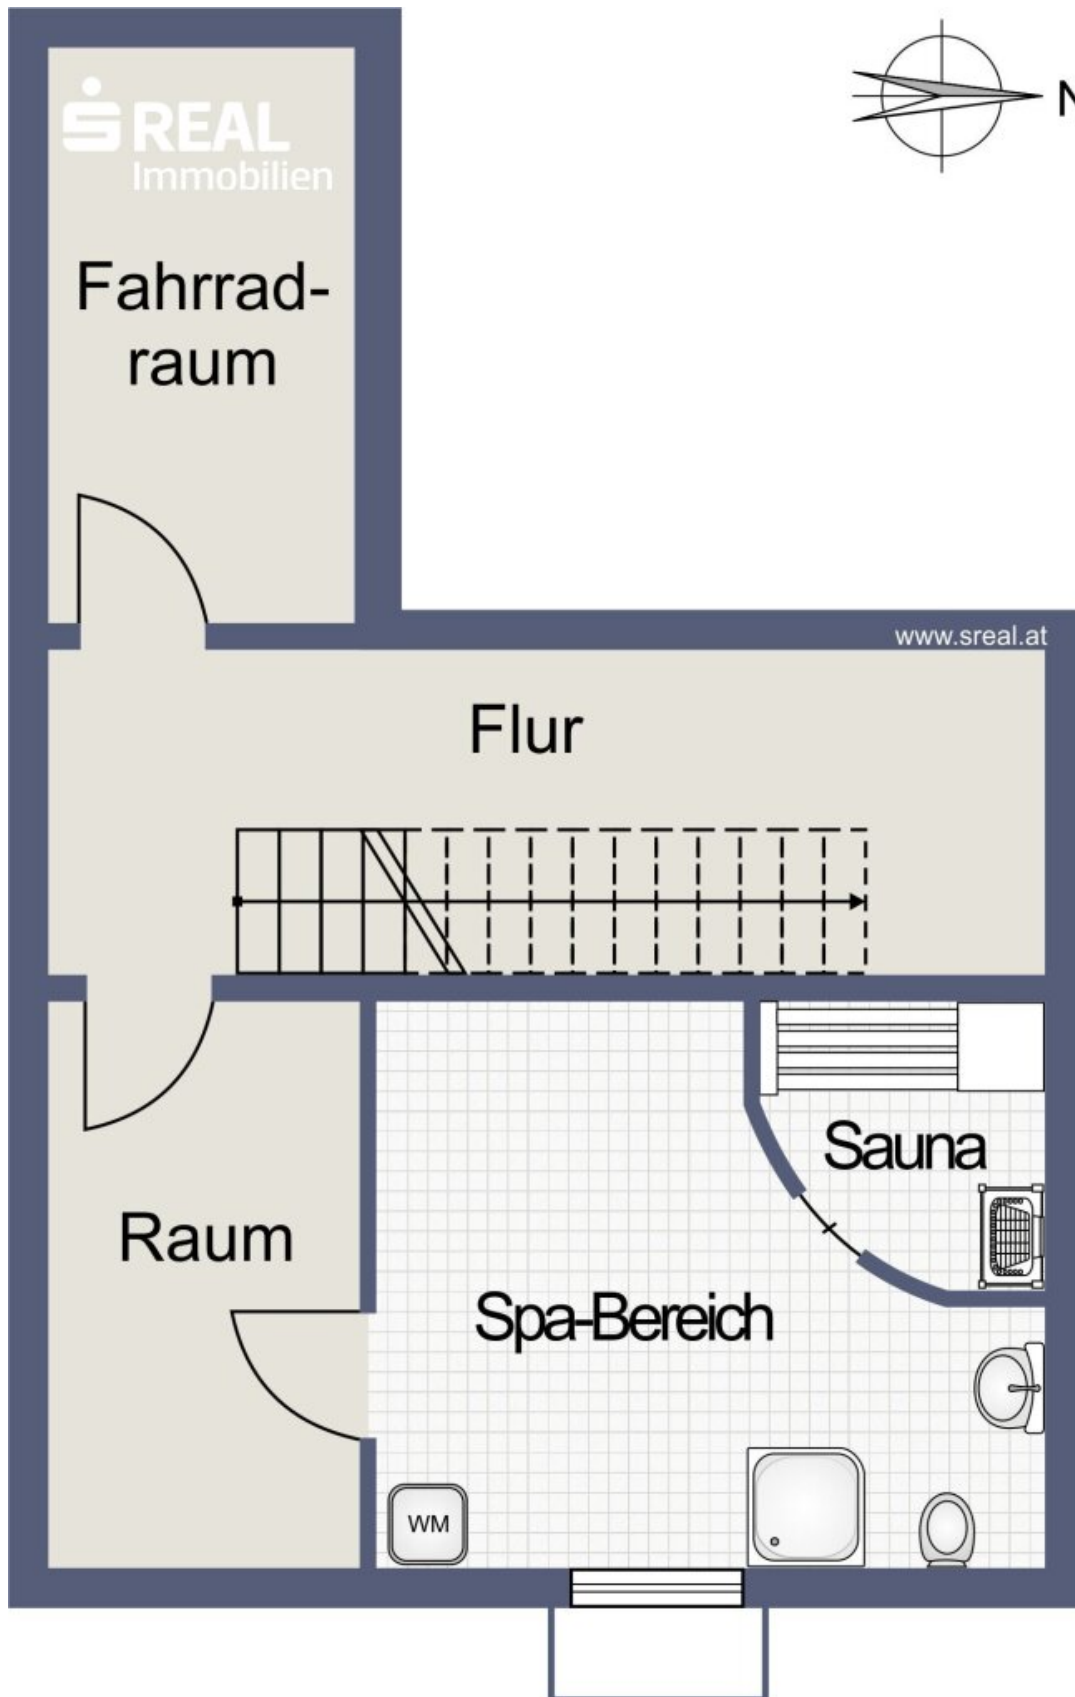 S REAL
Immobilien
N
Fahrrad-
raum
www.sreal.at
Flur
Sauna
Raum
Spa-Bereich
WM